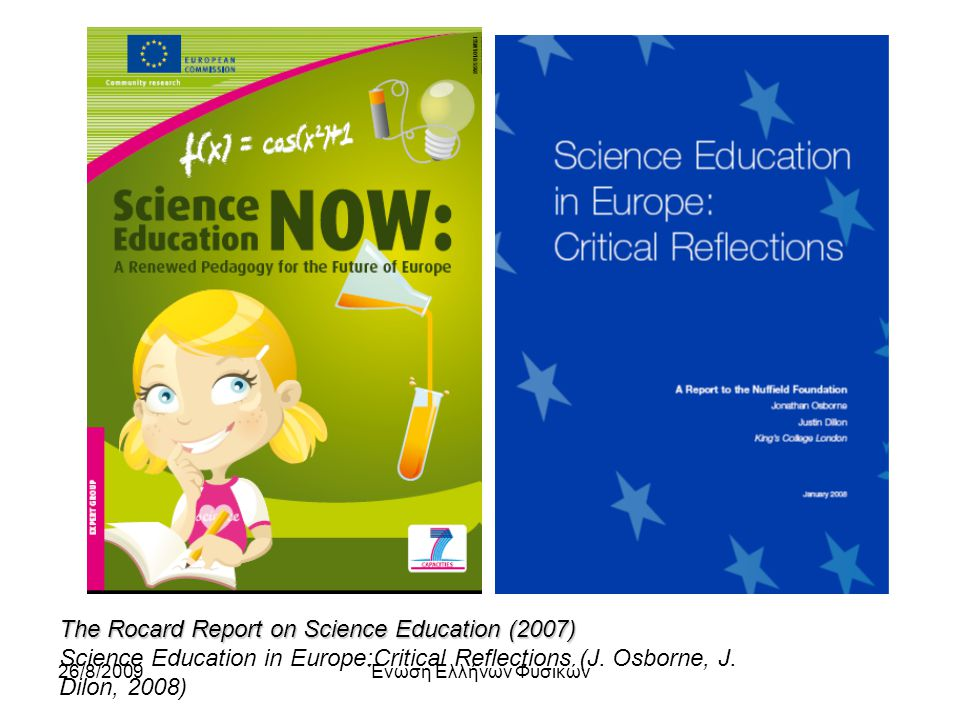 EUROPEAN
COMMISSION
Community research
f(x) = cos(x²)+1
Science
Education NOW:
A Renewed Pedagogy for the Future of Europe
EXPERT GROUP
7
CAPACITIES
Science Education
in Europe:
Critical Reflections
A Report to the Nuffield Foundation
Jonathan Osborne
Justin Dillon
King's College London
January 2008
The Rocard Report on Science Education (2007)
Science Education in Europe:Critical Reflections (J. Osborne, J.
Dilon, 2008)
26/8/2009
Ένωση Ελλήνων Φυσικών